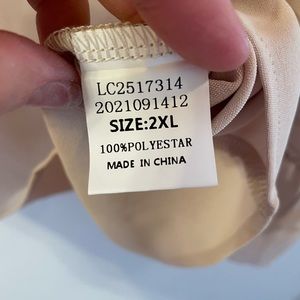 LC2517314
2021091412
SIZE:2XL
100%POLYESTAR
MADE IN CHINA